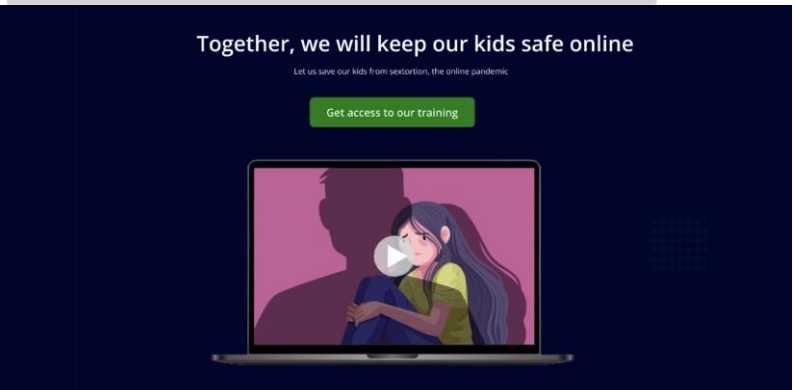 Together, we will keep our kids safe online
Let us save our kids from sextortion, the online pandemic
Get access to our training